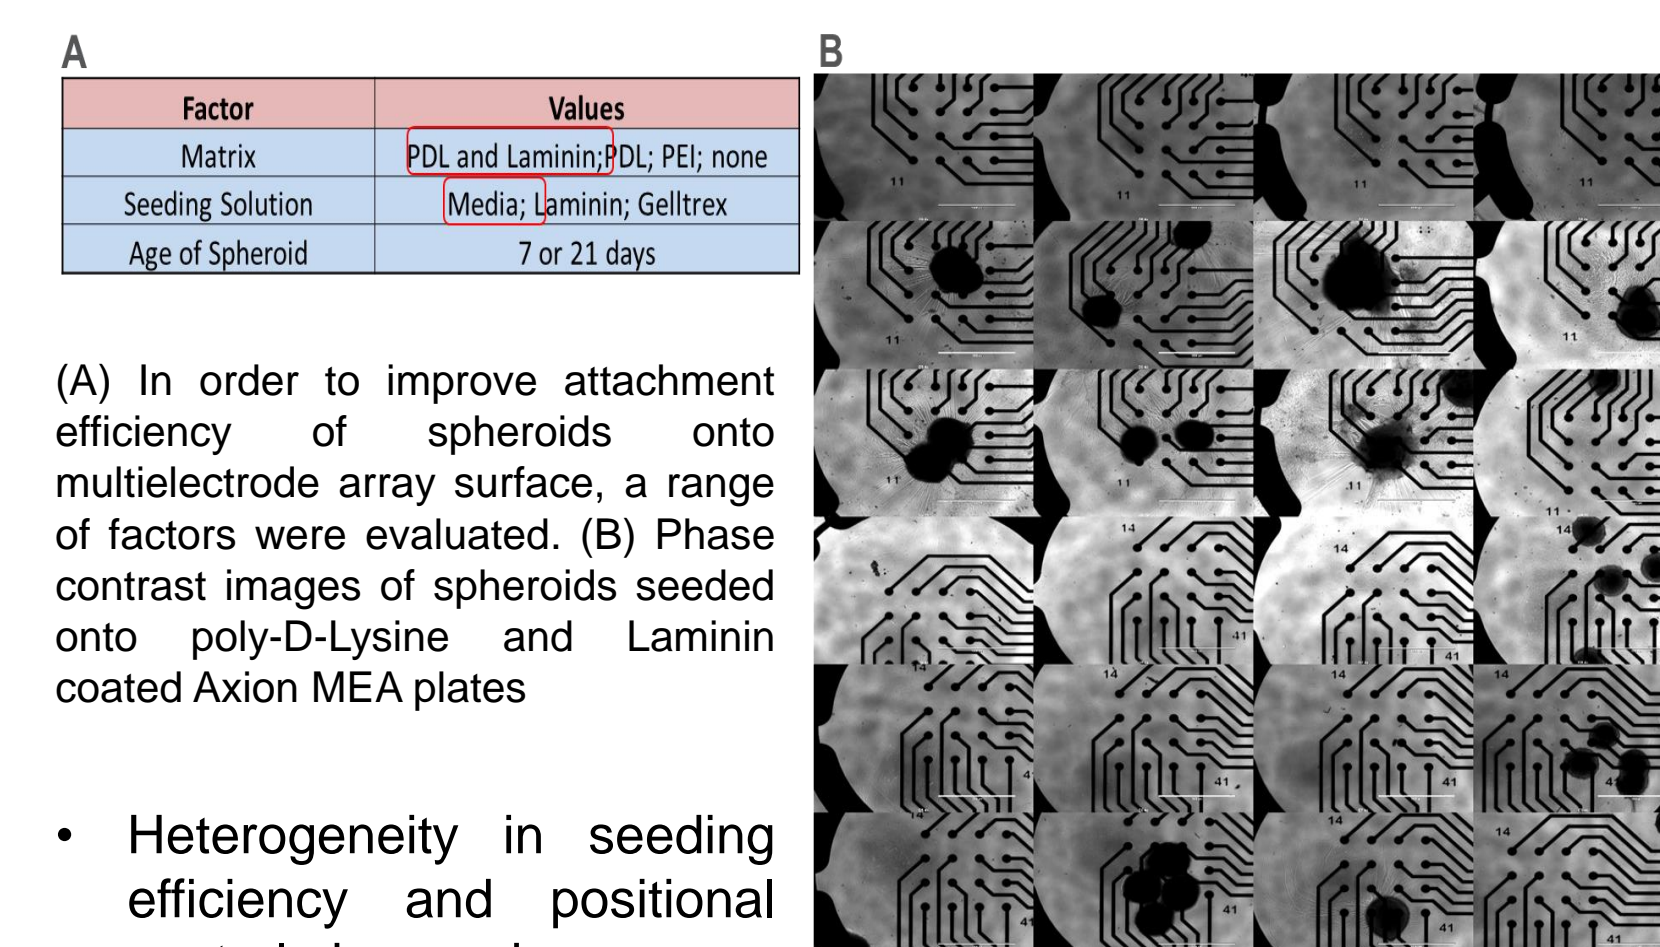 A
Factor Values
Matrix PDL and Laminin;PDL; PEI; none
Seeding Solution Media; Laminin; Gelltrex
Age of Spheroid 7 or 21 days
(A) In order to improve attachment
efficiency of spheroids onto
multielectrode array surface, a range
of factors were evaluated. (B) Phase
contrast images of spheroids seeded
onto poly-D-Lysine and Laminin
coated Axion MEA plates
• Heterogeneity in seeding
efficiency and positional
B
11 11 11 11
11 11
11 11 .11 11
14 14 14
41 41
14 14 14 14
41 41 41 41
14 14 14
41 41 41 41